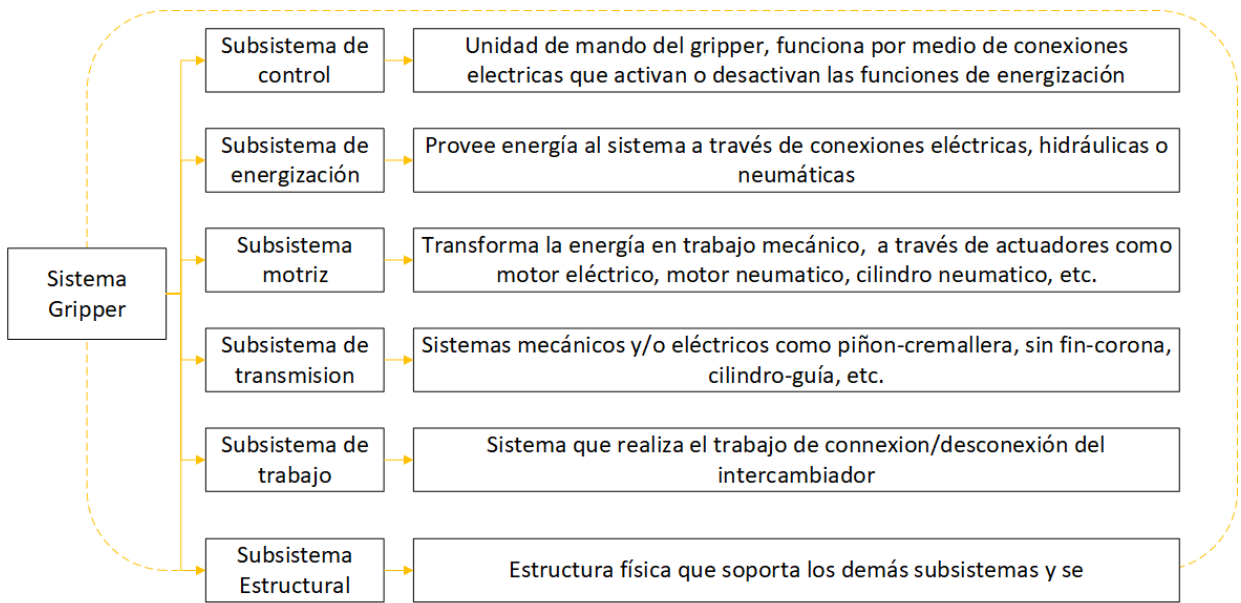 Sistema
Gripper
Subsistema de
control
Unidad de mando del gripper, funciona por medio de conexiones
electricas que activan o desactivan las funciones de energización
Subsistema de
energización
Provee energía al sistema a través de conexiones eléctricas, hidráulicas o
neumáticas
Subsistema
motriz
Transforma la energía en trabajo mecánico, a través de actuadores como
motor eléctrico, motor neumatico, cilindro neumatico, etc.
Subsistema de
transmision
Sistemas mecánicos y/o eléctricos como piñon-cremallera, sin fin-corona,
cilindro-guía, etc.
Subsistema de
trabajo
Sistema que realiza el trabajo de connexion/desconexión del
intercambiador
Subsistema
Estructural
Estructura física que soporta los demás subsistemas y se